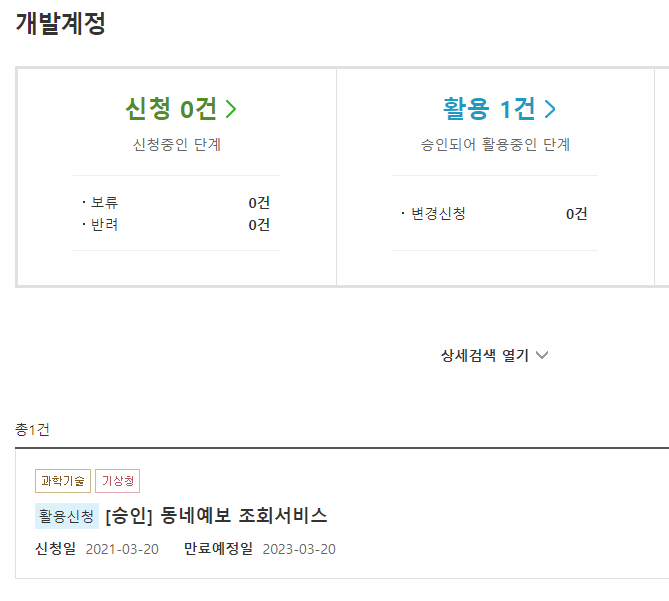 개발계정
신청 0건 >
활용 1건 >
신청중인 단계
승인되어 활용중인 단계
· 보류 0건
· 반려 0건
· 변경신청 0건
상세검색 열기
총1건
과학기술 기상청
활용신청 [승인] 동네예보 조회서비스
신청일 2021-03-20 만료예정일 2023-03-20